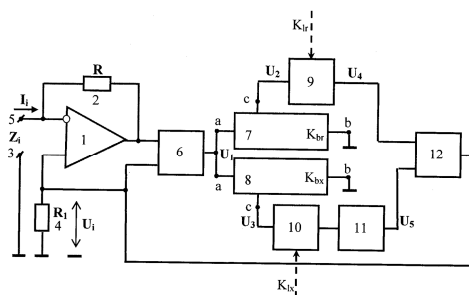 K_lr
R
2
U_2
9
U_4
I_i
c
5
1
a
b
7
K_br
Z_i
6
U_1
12
3
8
K_bx
b
a
R_1
4
U_i
c
U_3
10
11
U_5
K_lx